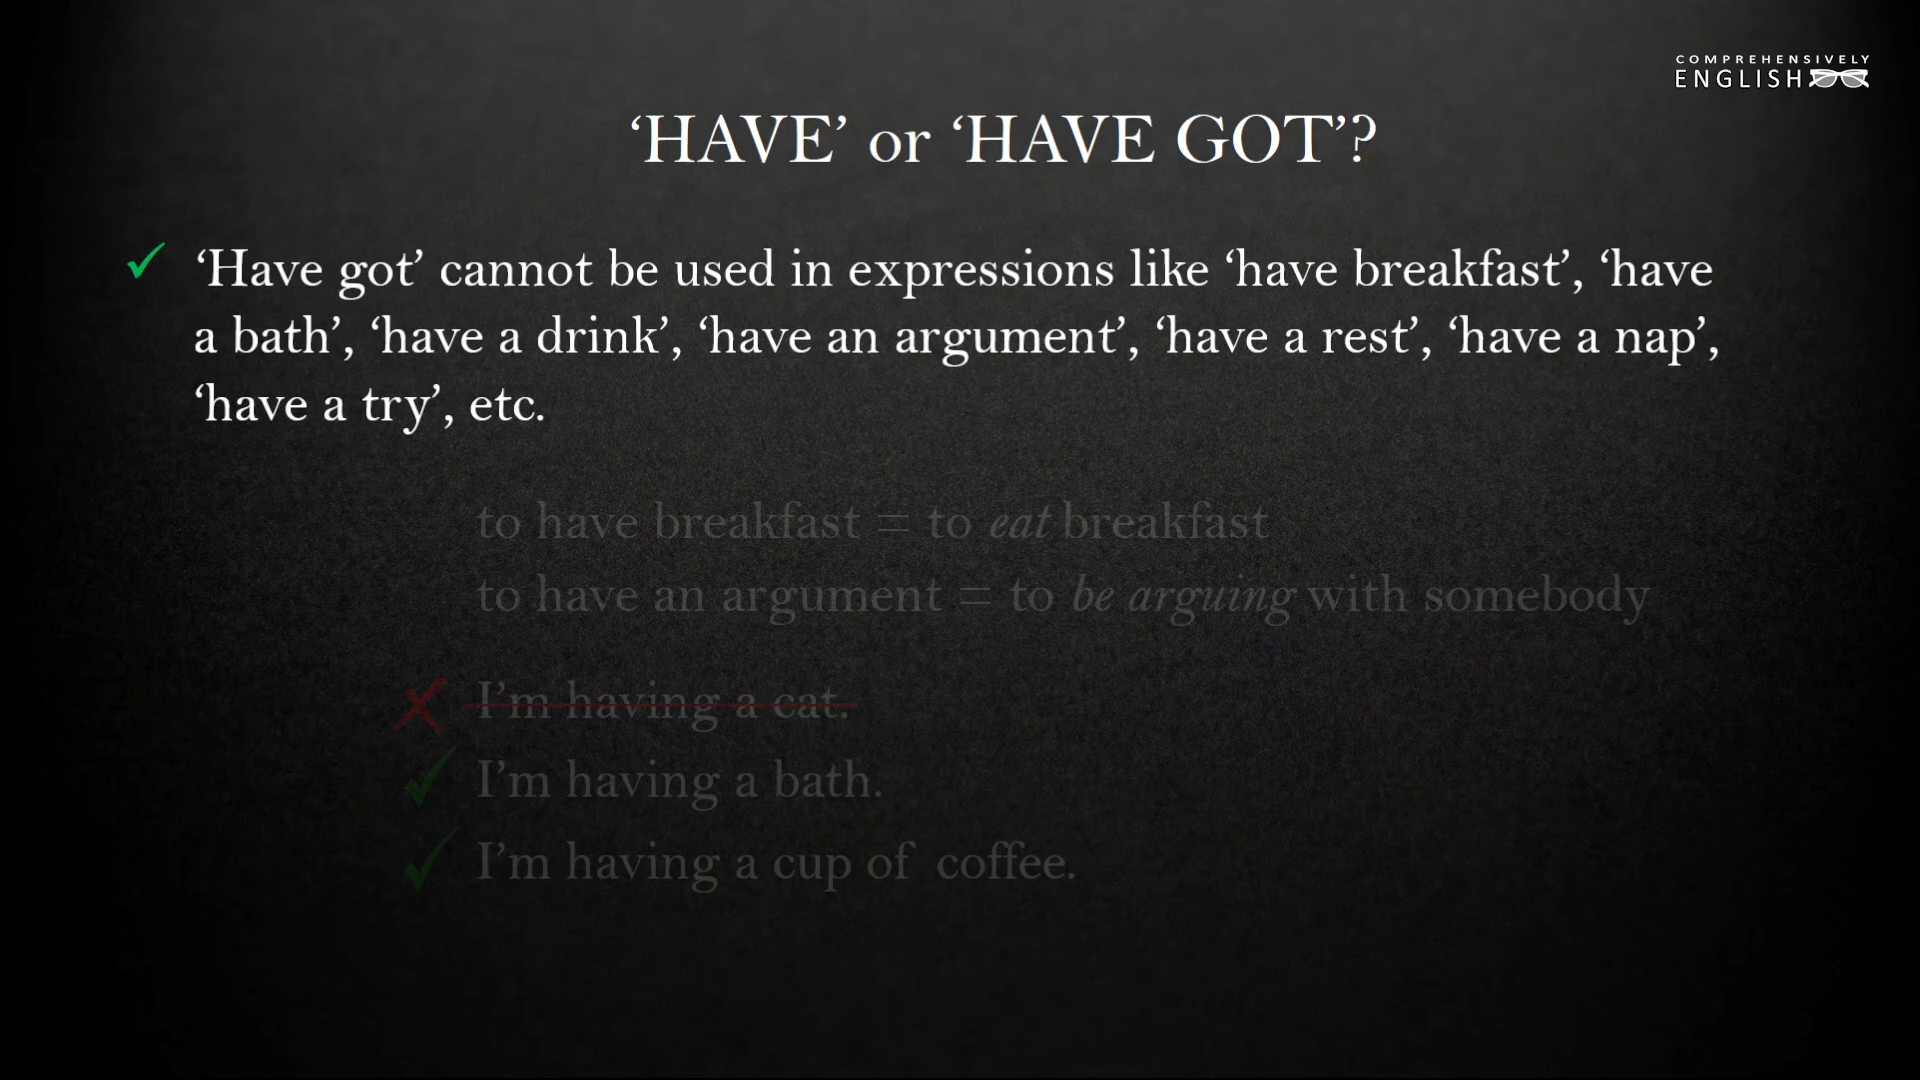 COMPREHENSIVELY
ENGLISH
‘HAVE’ or ‘HAVE GOT’?
‘Have got’ cannot be used in expressions like ‘have breakfast’, ‘have
a bath’, ‘have a drink’, ‘have an argument’, ‘have a rest’, ‘have a nap’,
‘have a try’, etc.
to have breakfast = to eat breakfast
to have an argument = to be arguing with somebody
I’m having a cat.
I’m having a bath.
I’m having a cup of coffee.